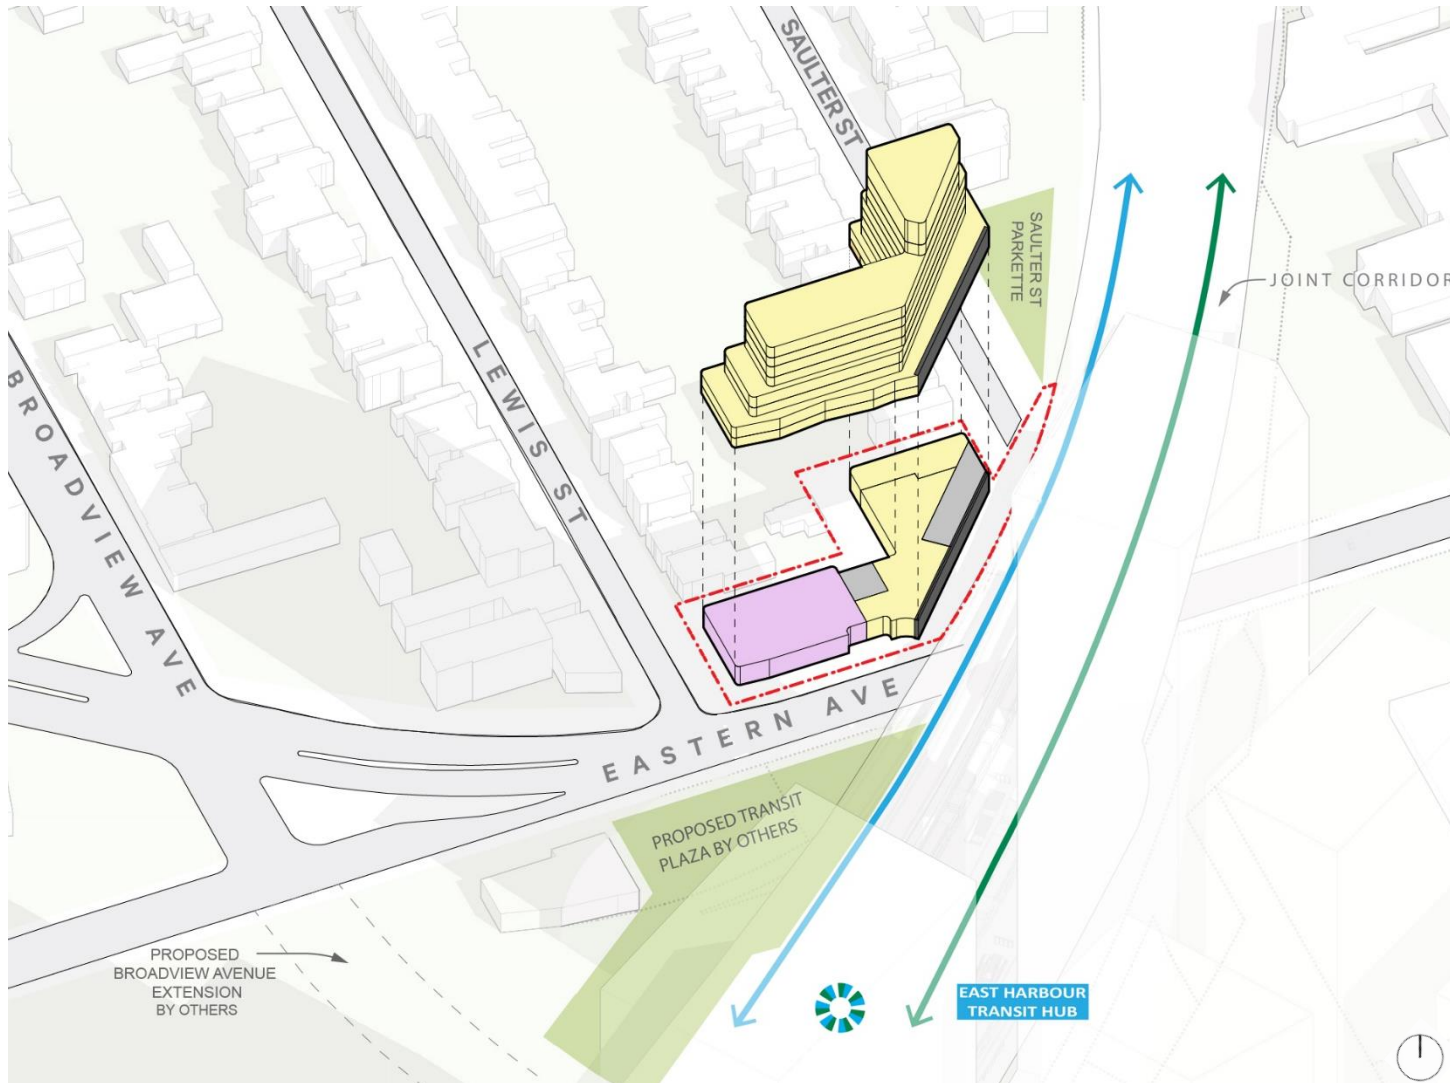 SAULTER ST
SAULTER ST
PARKETTE
JOINT CORRIDOR
LEWIS ST
BROADVIEW AVE
EASTERN AVE
PROPOSED TRANSIT
PLAZA BY OTHERS
PROPOSED
BROADVIEW AVENUE
EXTENSION
BY OTHERS
EAST HARBOUR
TRANSIT HUB